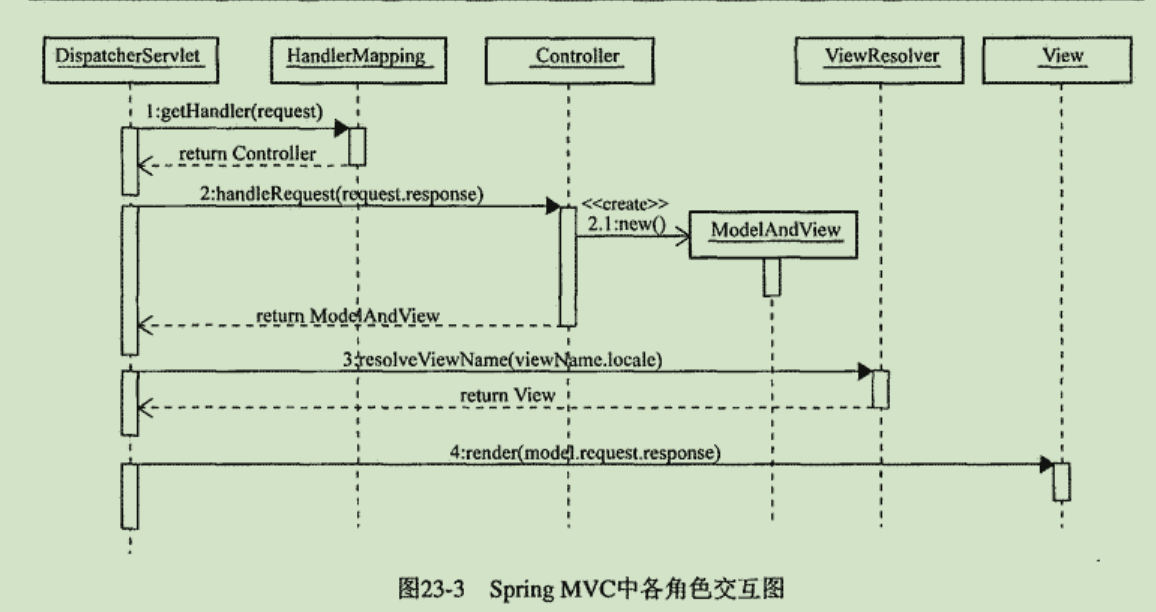 DispatcherServlet
HandlerMapping
Controller
ViewResolver
View
1:getHandler(request)
return Controller
2:handleRequest(request.response)
<<create>>
2.1:new()
ModelAndView
return ModelAndView
3:resolveViewName(viewName.locale)
return View
4:render(model.request.response)
图23-3 Spring MVC中各角色交互图